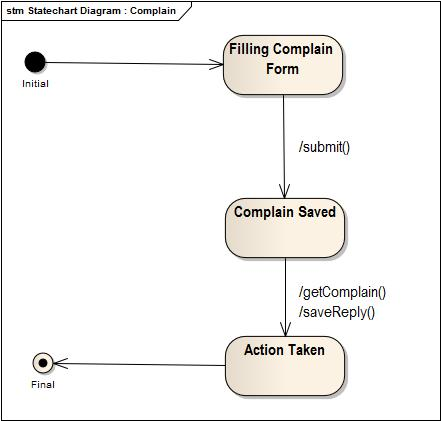 stm Statechart Diagram : Complain
Initial
Filling Complain
Form
/submit()
Complain Saved
/getComplain()
/saveReply()
Action Taken
Final